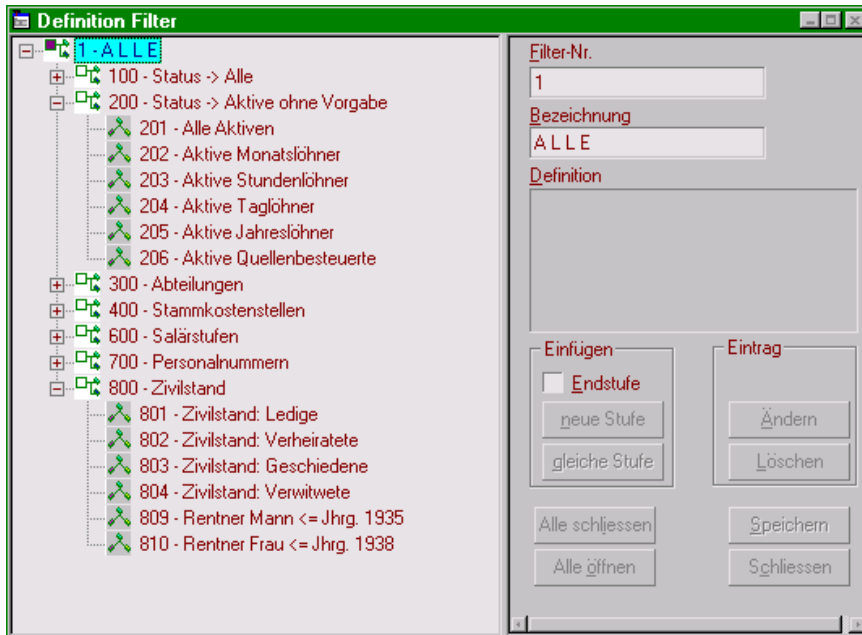 Definition Filter
1 - A L L E
100 - Status -> Alle
200 - Status -> Aktive ohne Vorgabe
201 - Alle Aktiven
202 - Aktive Monatslöhner
203 - Aktive Stundenlöhner
204 - Aktive Taglöhner
205 - Aktive Jahreslöhner
206 - Aktive Quellenbesteuerte
300 - Abteilungen
400 - Stammkostenstellen
600 - Salärstufen
700 - Personalnummern
800 - Zivilstand
801 - Zivilstand: Ledige
802 - Zivilstand: Verheiratete
803 - Zivilstand: Geschiedene
804 - Zivilstand: Verwitwete
809 - Rentner Mann <= Jhrg. 1935
810 - Rentner Frau <= Jhrg. 1938
Filter-Nr.
1
Bezeichnung
A L L E
Definition
Einfügen
Endstufe
neue Stufe
gleiche Stufe
Eintrag
Ändern
Löschen
Alle schliessen
Speichern
Alle öffnen
Schliessen